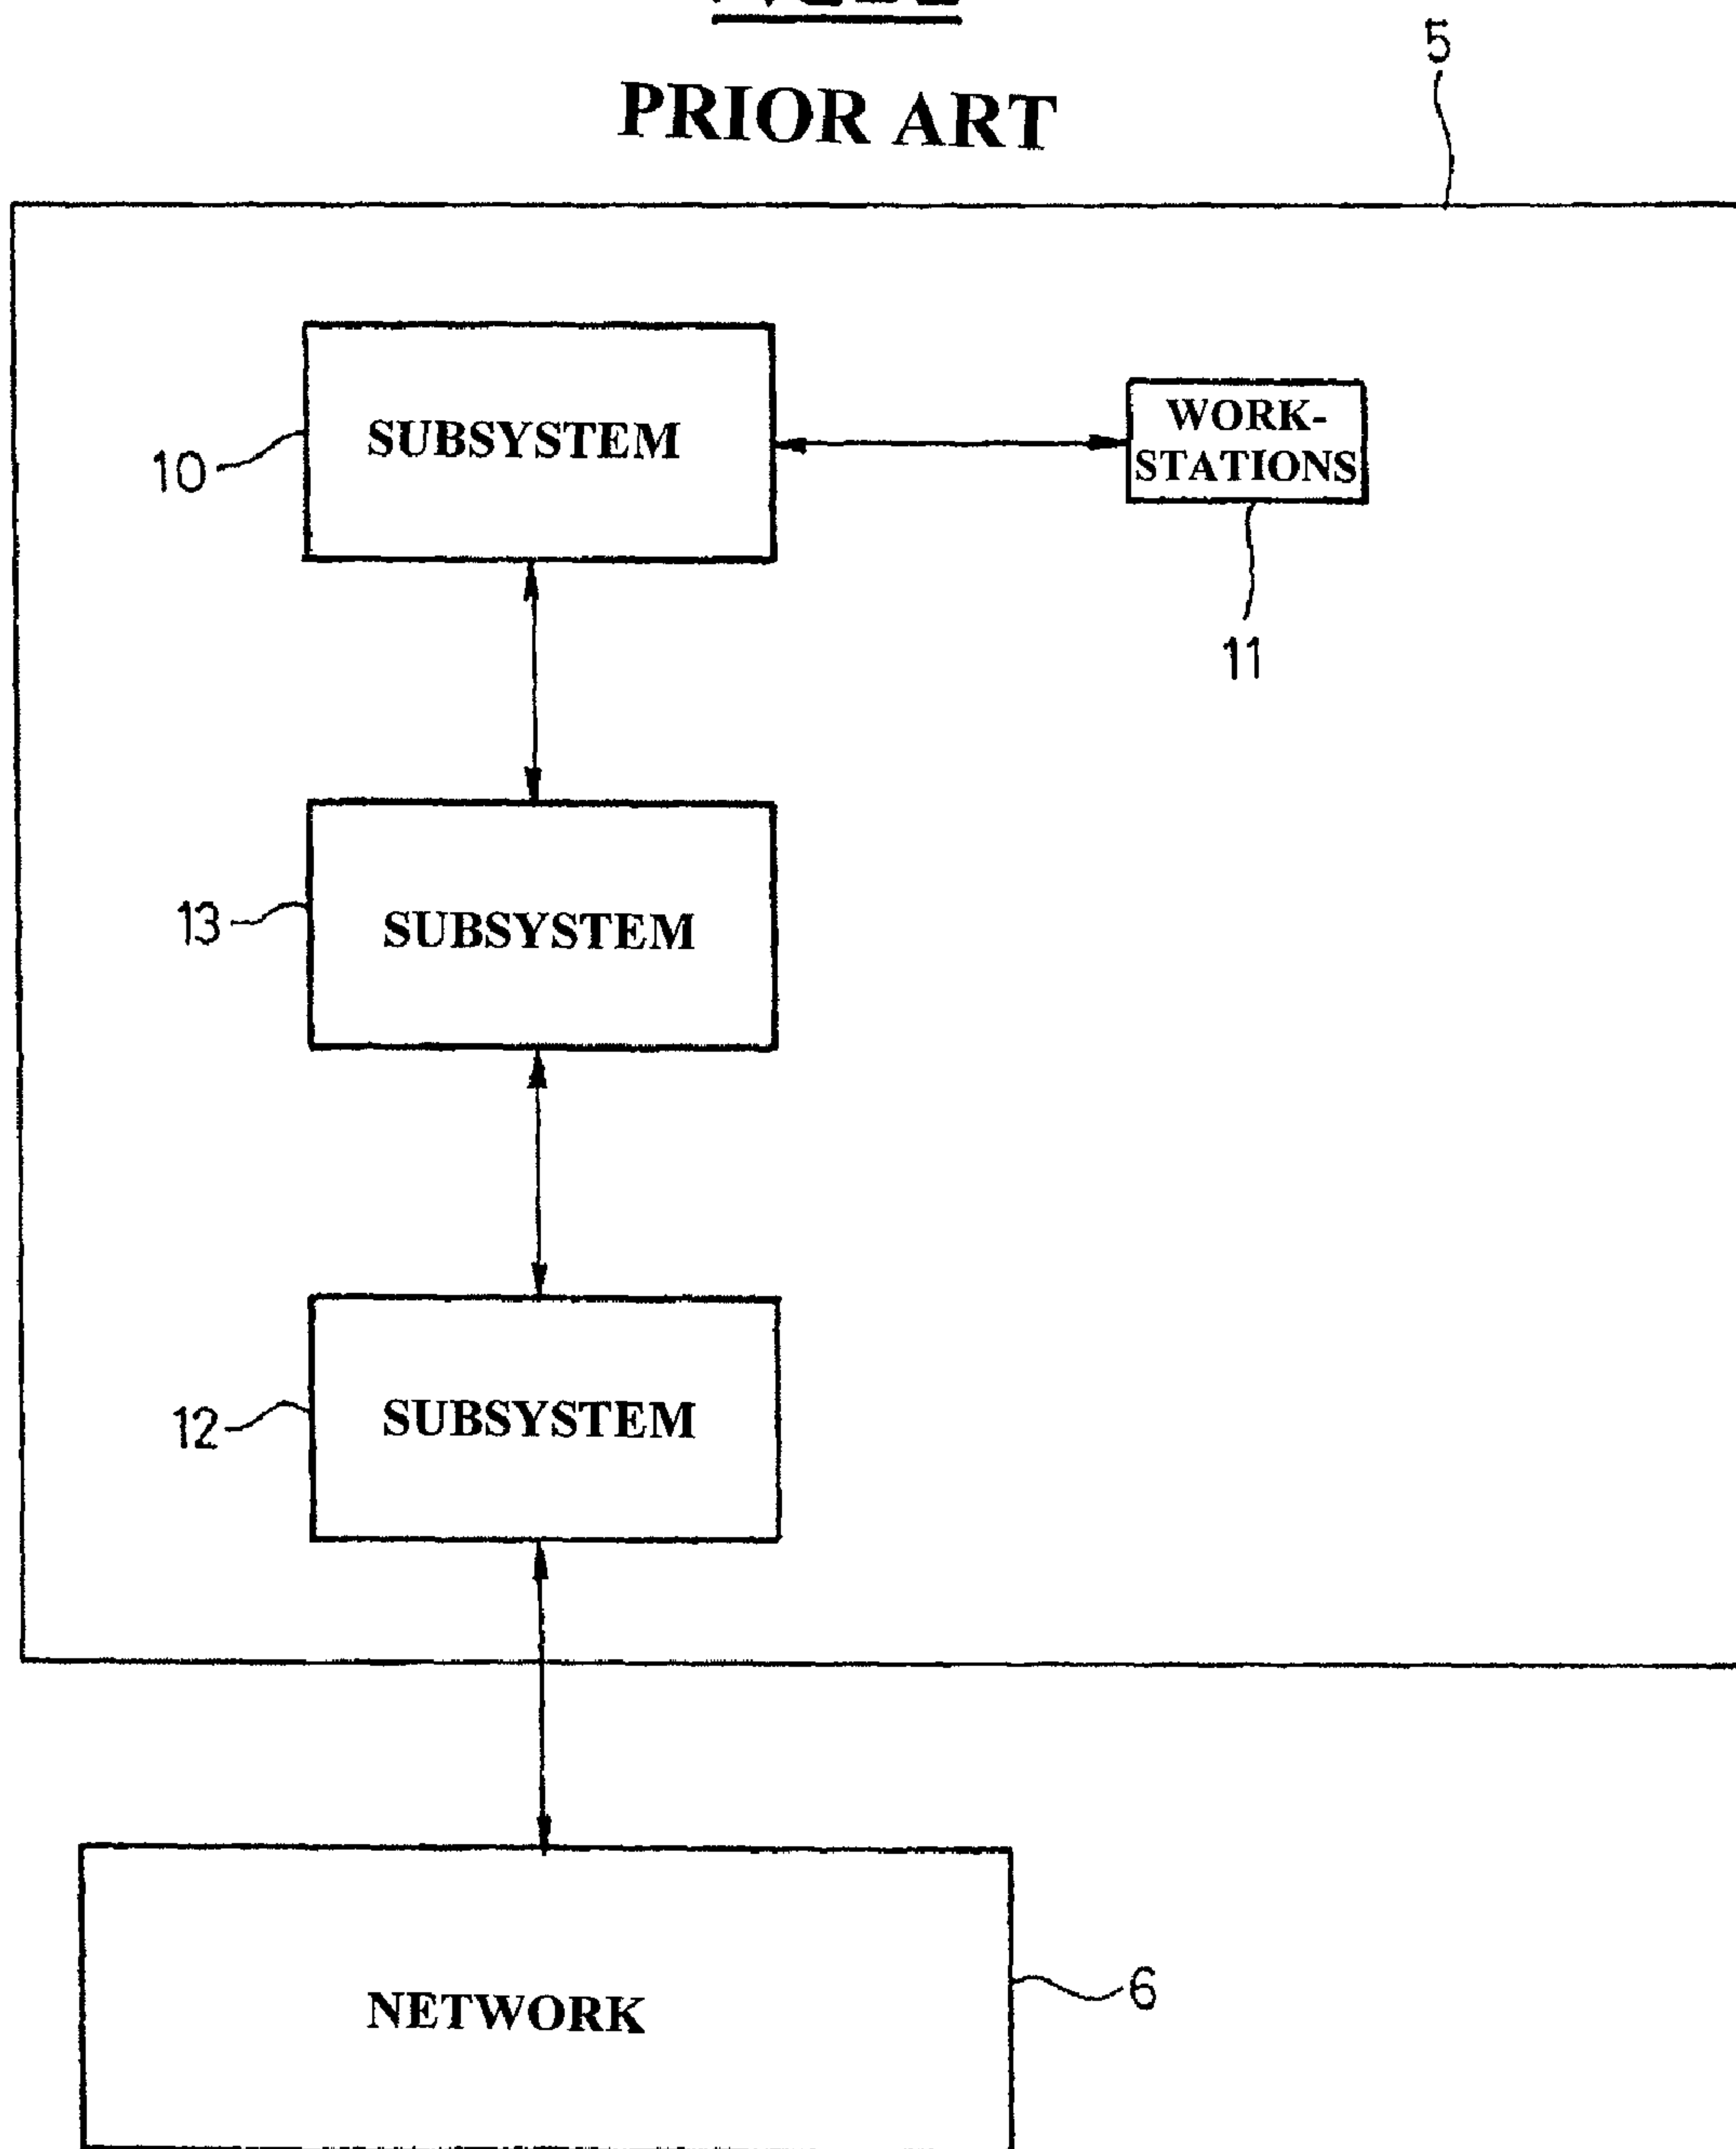 PRIOR ART
5
SUBSYSTEM
10
WORK-
STATIONS
11
13
SUBSYSTEM
12
SUBSYSTEM
NETWORK
6